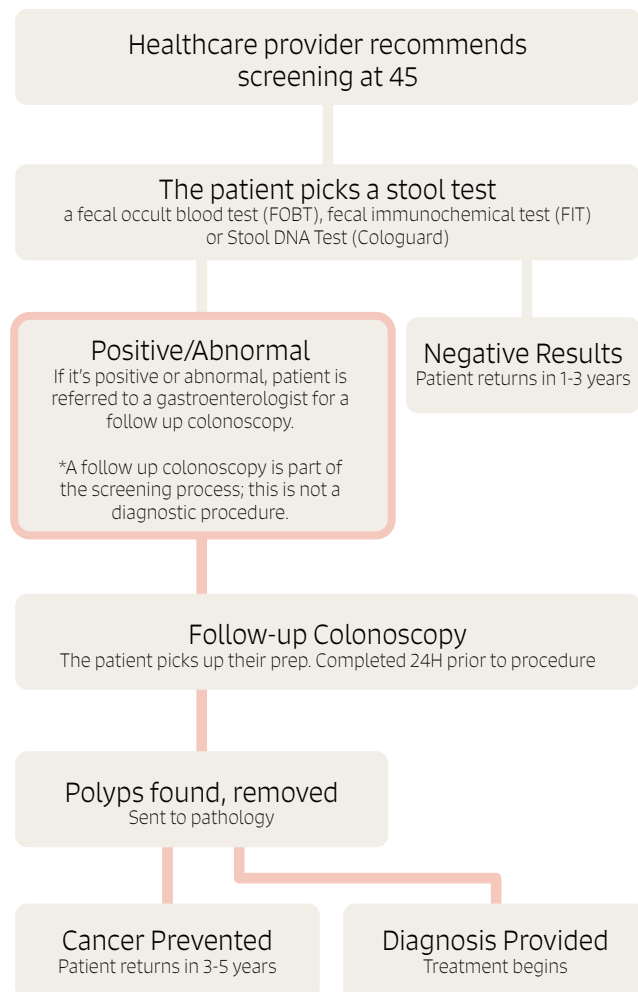 Healthcare provider recommends
screening at 45
The patient picks a stool test
a fecal occult blood test (FOBT), fecal immunochemical test (FIT)
or Stool DNA Test (Cologuard)
Positive/Abnormal
If it's positive or abnormal, patient is
referred to a gastroenterologist for a
follow up colonoscopy.
*A follow up colonoscopy is part of
the screening process; this is not a
diagnostic procedure.
Negative Results
Patient returns in 1-3 years
Follow-up Colonoscopy
The patient picks up their prep. Completed 24H prior to procedure
Polyps found, removed
Sent to pathology
Cancer Prevented
Patient returns in 3-5 years
Diagnosis Provided
Treatment begins